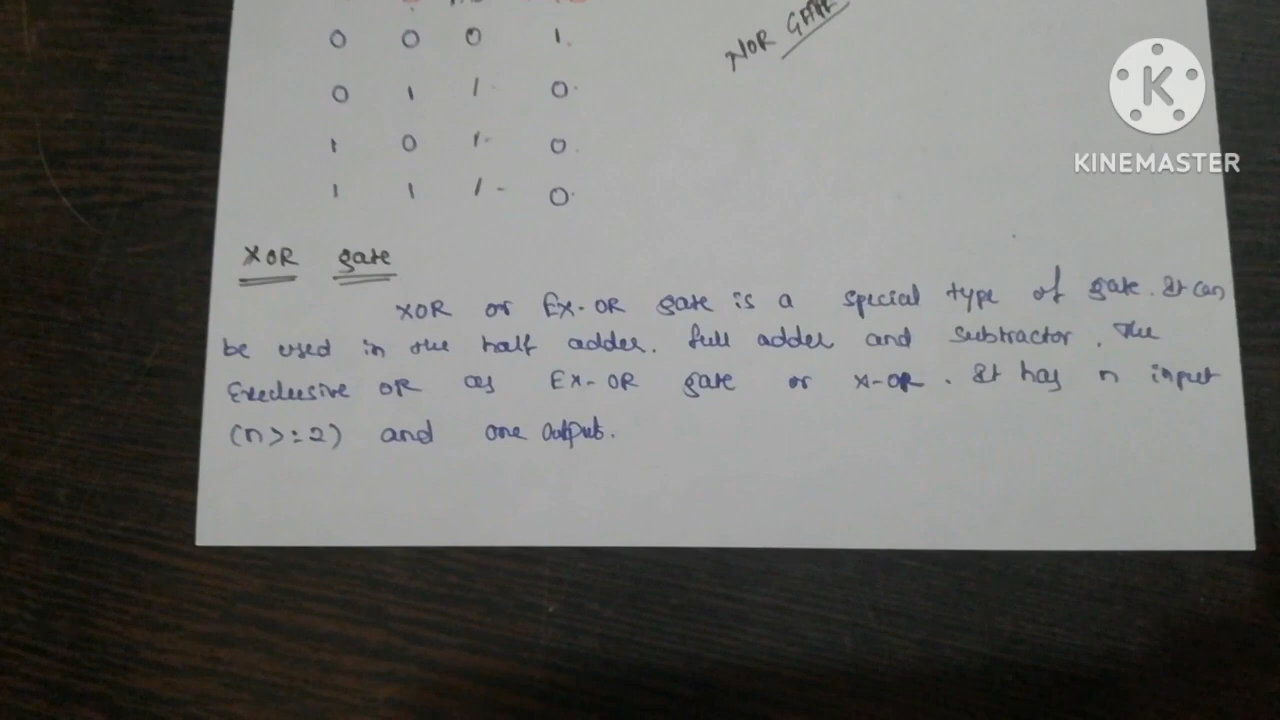 0 0 0 1.
NOR GATE
0 1 1. 0.
1 0 1. 0.
1 1 1. 0.
KINEMASTER
XOR gate
XOR or EX-OR gate is a special type of gate. It can
be used in the half adder. full adder and subtractor. The
Execlusive OR as EX-OR gate or X-OR. It has n input
(n>=2) and one output.